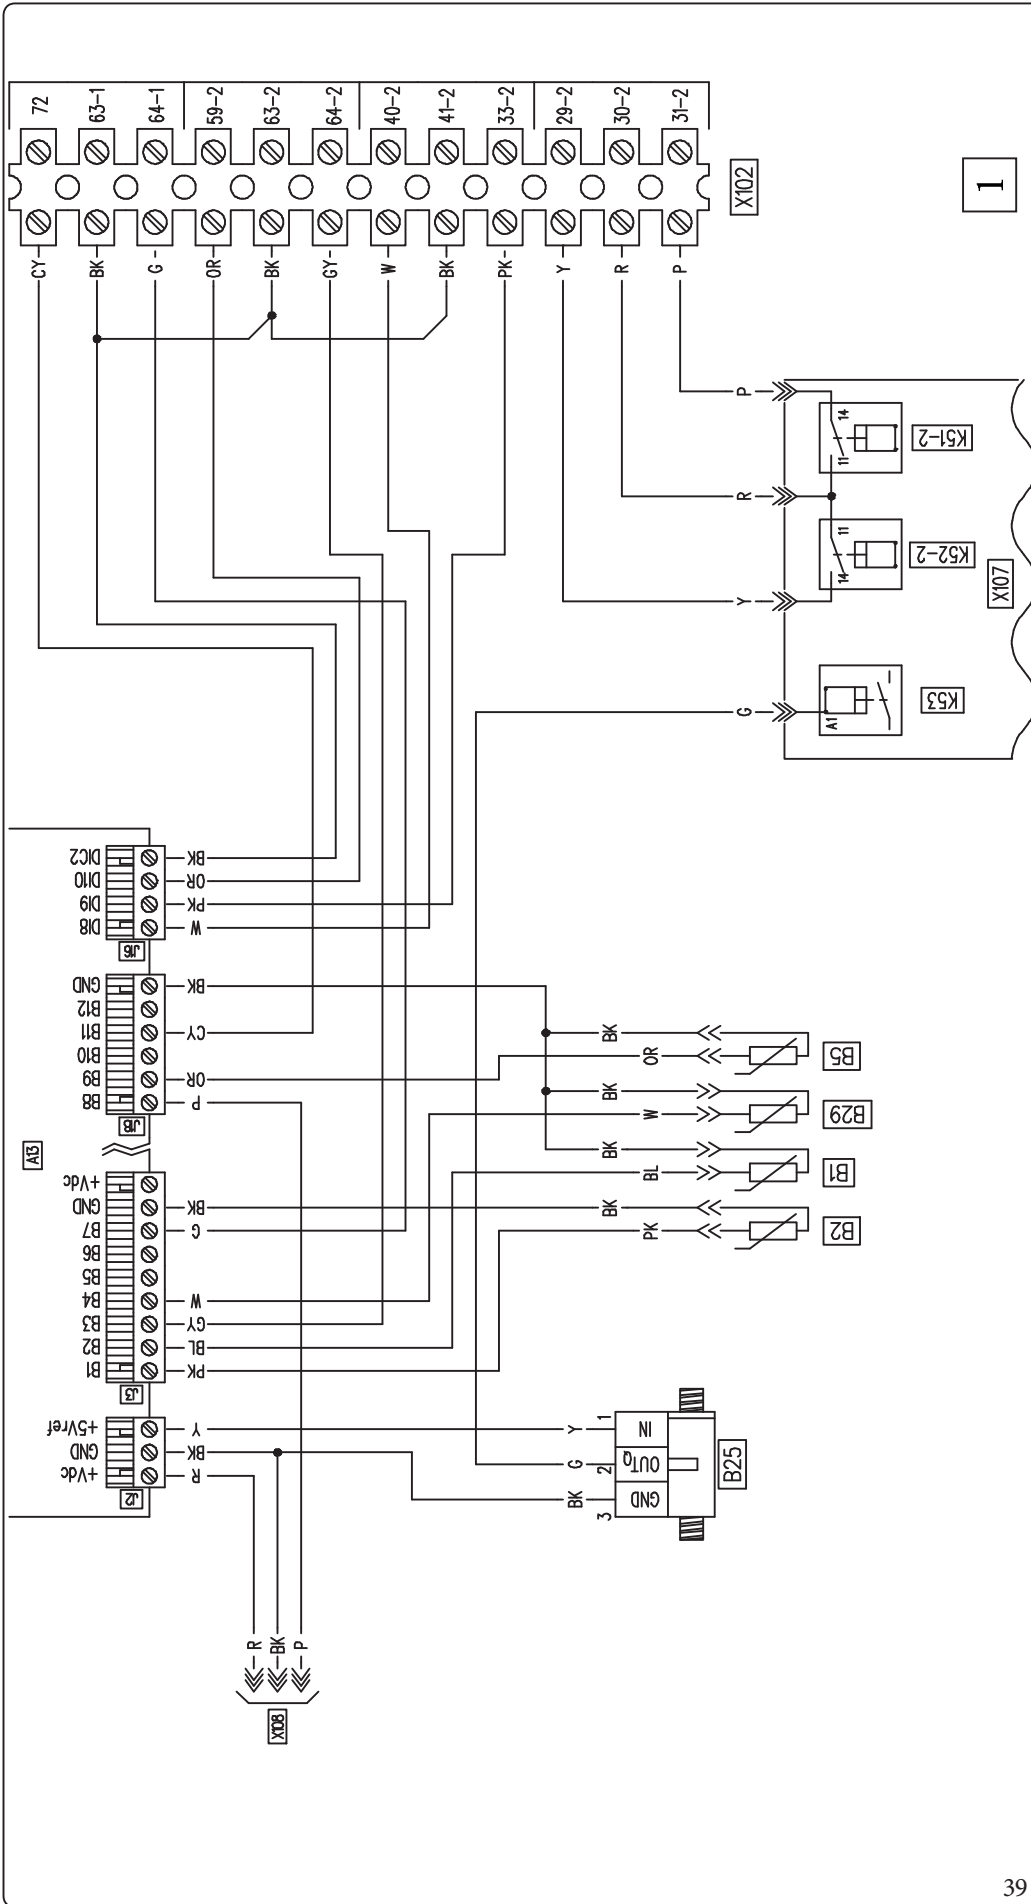 72
63-1
64-1
59-2
63-2
64-2
40-2
41-2
33-2
29-2
30-2
31-2
X102
1
CY
BK
G
OR
BK
GY
W
BK
PK
Y
R
P
P
14
11
K51-2
R
11
14
K52-2
X107
Y
A1
K53
G
DIC2
DI10
DI9
DI8
J16
BK
OR
PK
W
GND
B12
B11
B10
B9
B8
J18
BK
CY
OR
P
A13
+Vdc
GND
B7
B6
B5
B4
B3
B2
B1
J3
BK
G
W
GY
BL
PK
+5Vref
GND
+Vdc
J2
Y
BK
R
BK
OR
B5
BK
W
B29
BK
BL
B1
BK
PK
B2
Y
1
IN
G
2
OUT Q
BK
3
GND
B25
R
BK
P
X108
39